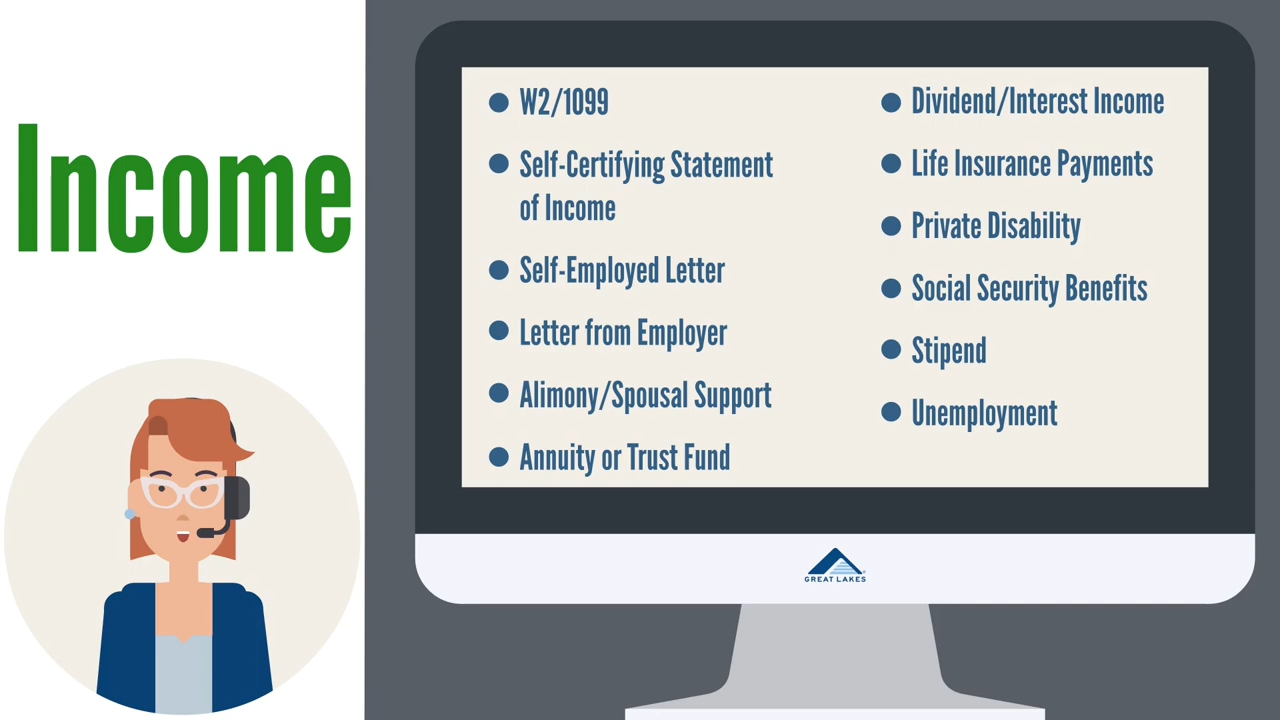 Income
W2/1099
Self-Certifying Statement
of Income
Self-Employed Letter
Letter from Employer
Alimony/Spousal Support
Annuity or Trust Fund
Dividend/Interest Income
Life Insurance Payments
Private Disability
Social Security Benefits
Stipend
Unemployment
GREAT LAKES